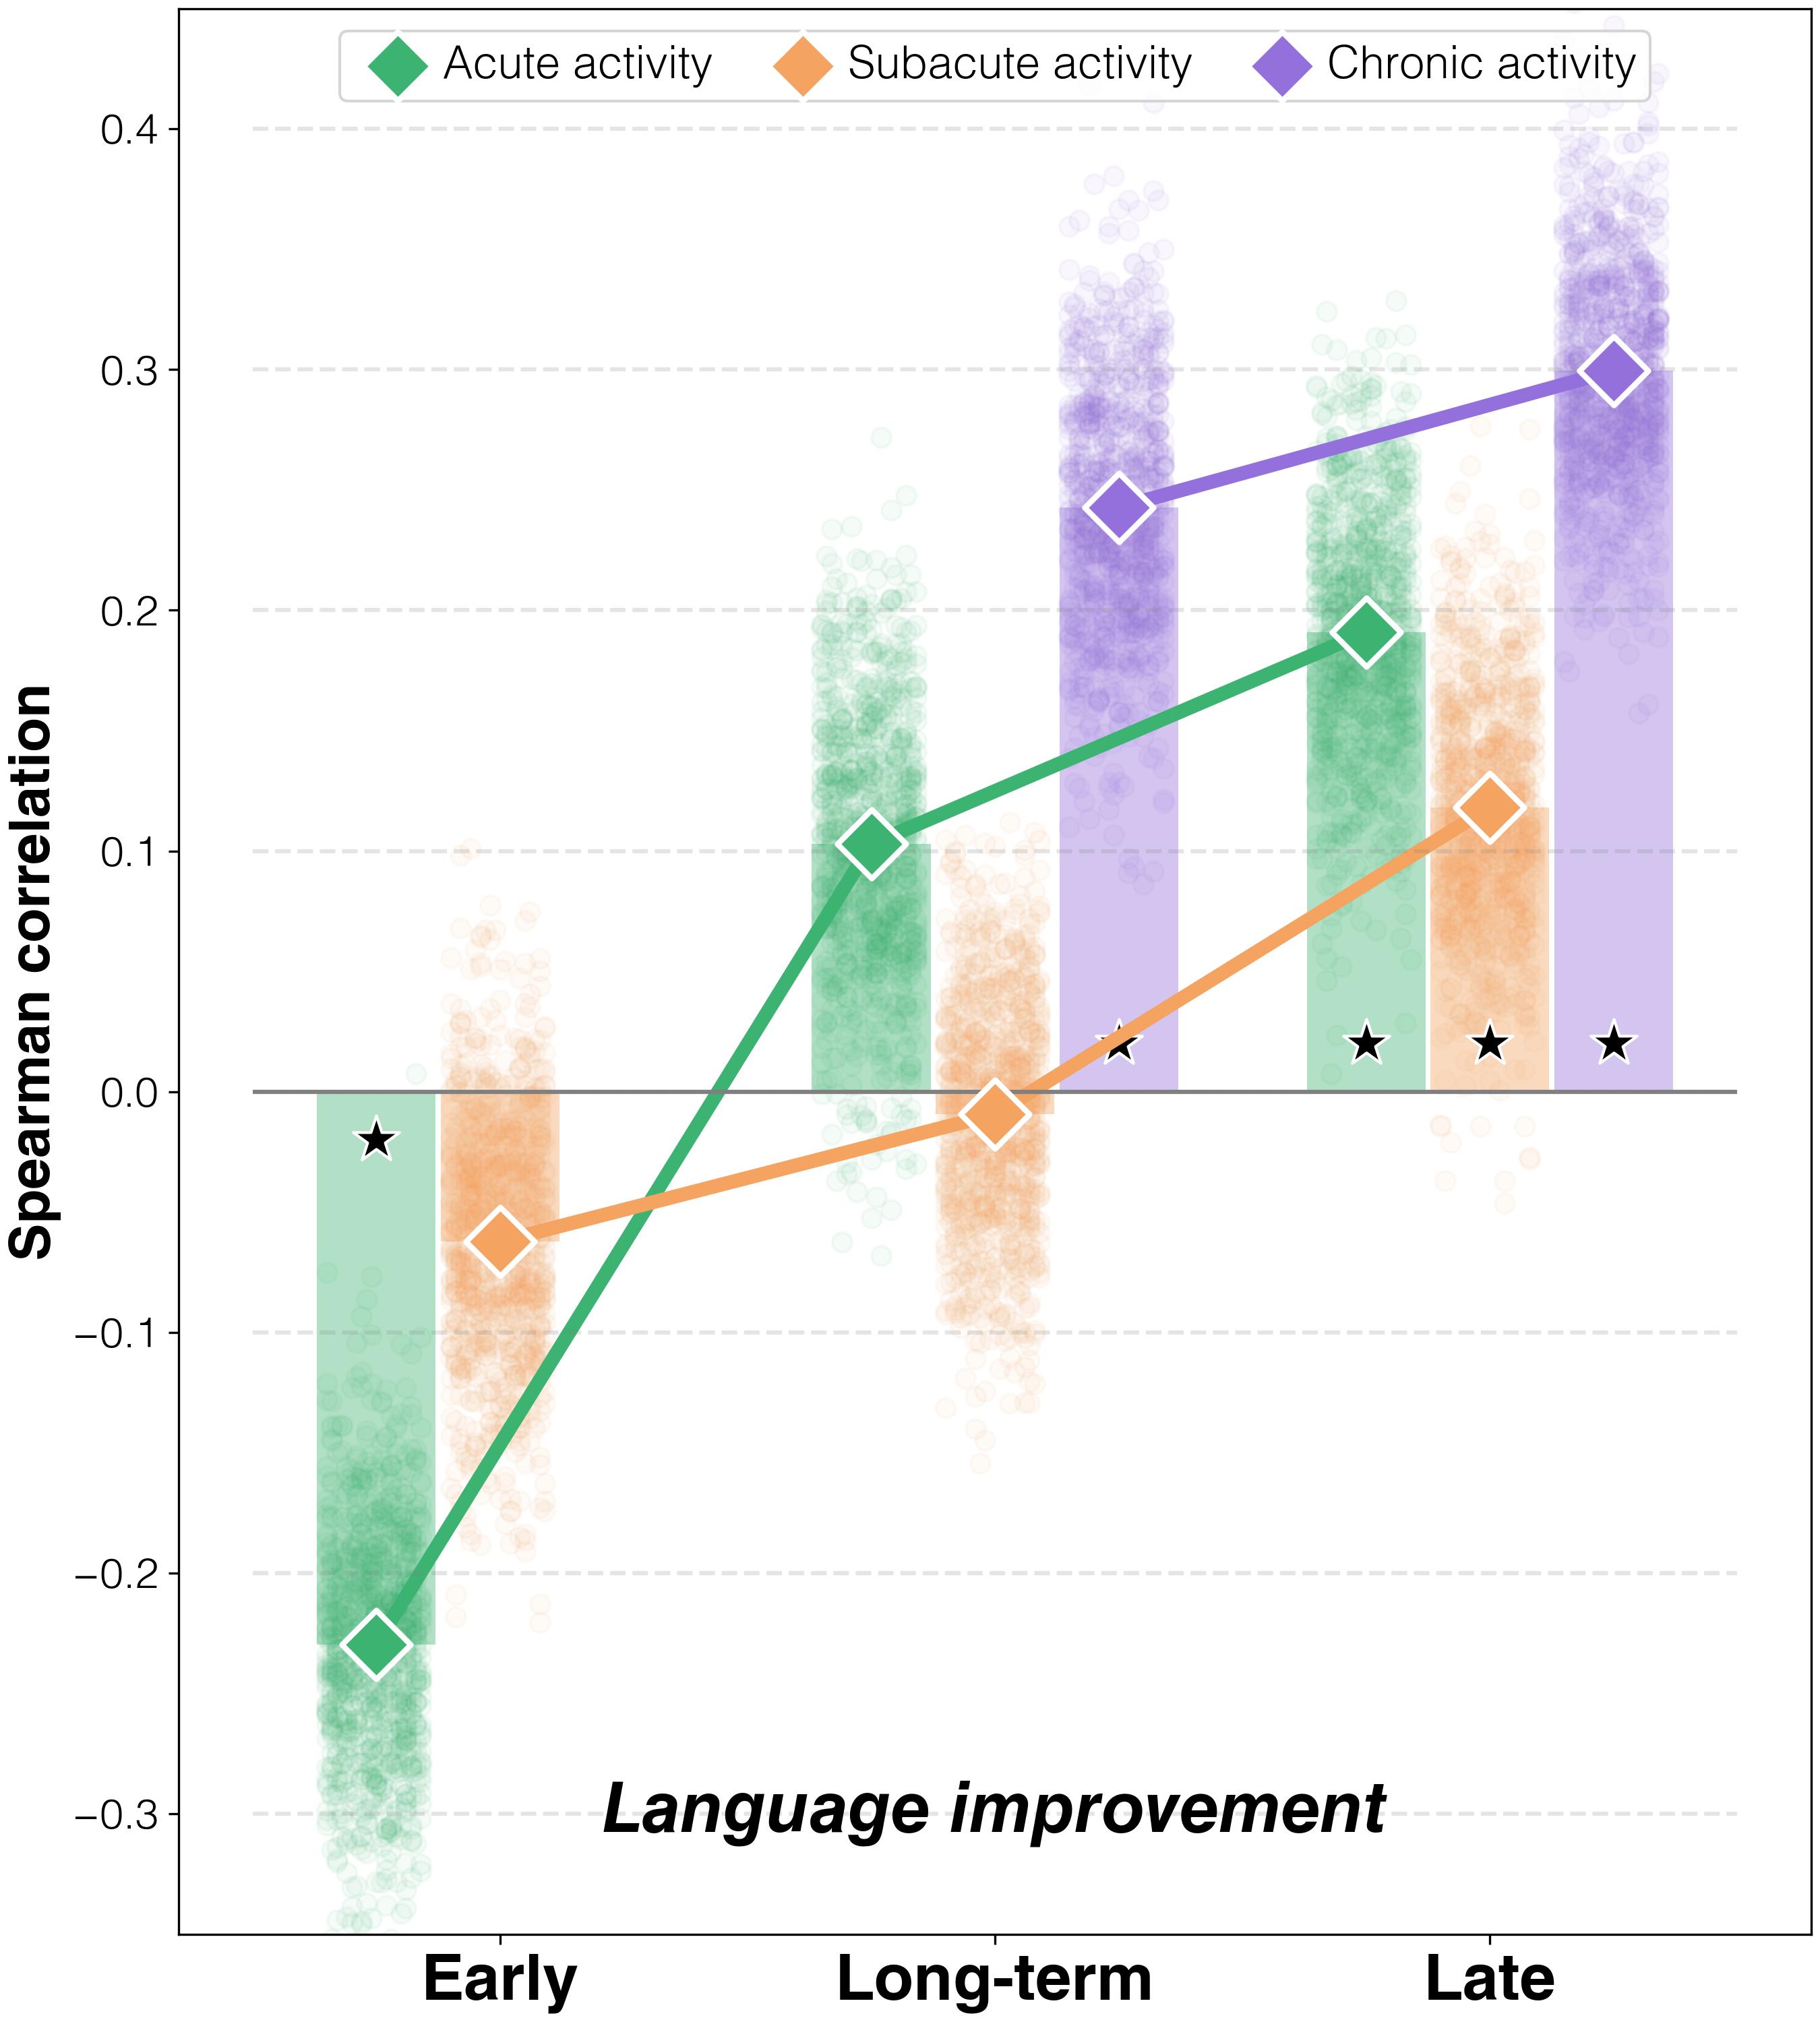 Acute activity
Subacute activity
Chronic activity
Spearman correlation
0.4
0.3
0.2
0.1
0.0
−0.1
−0.2
−0.3
Language improvement
Early
Long-term
Late